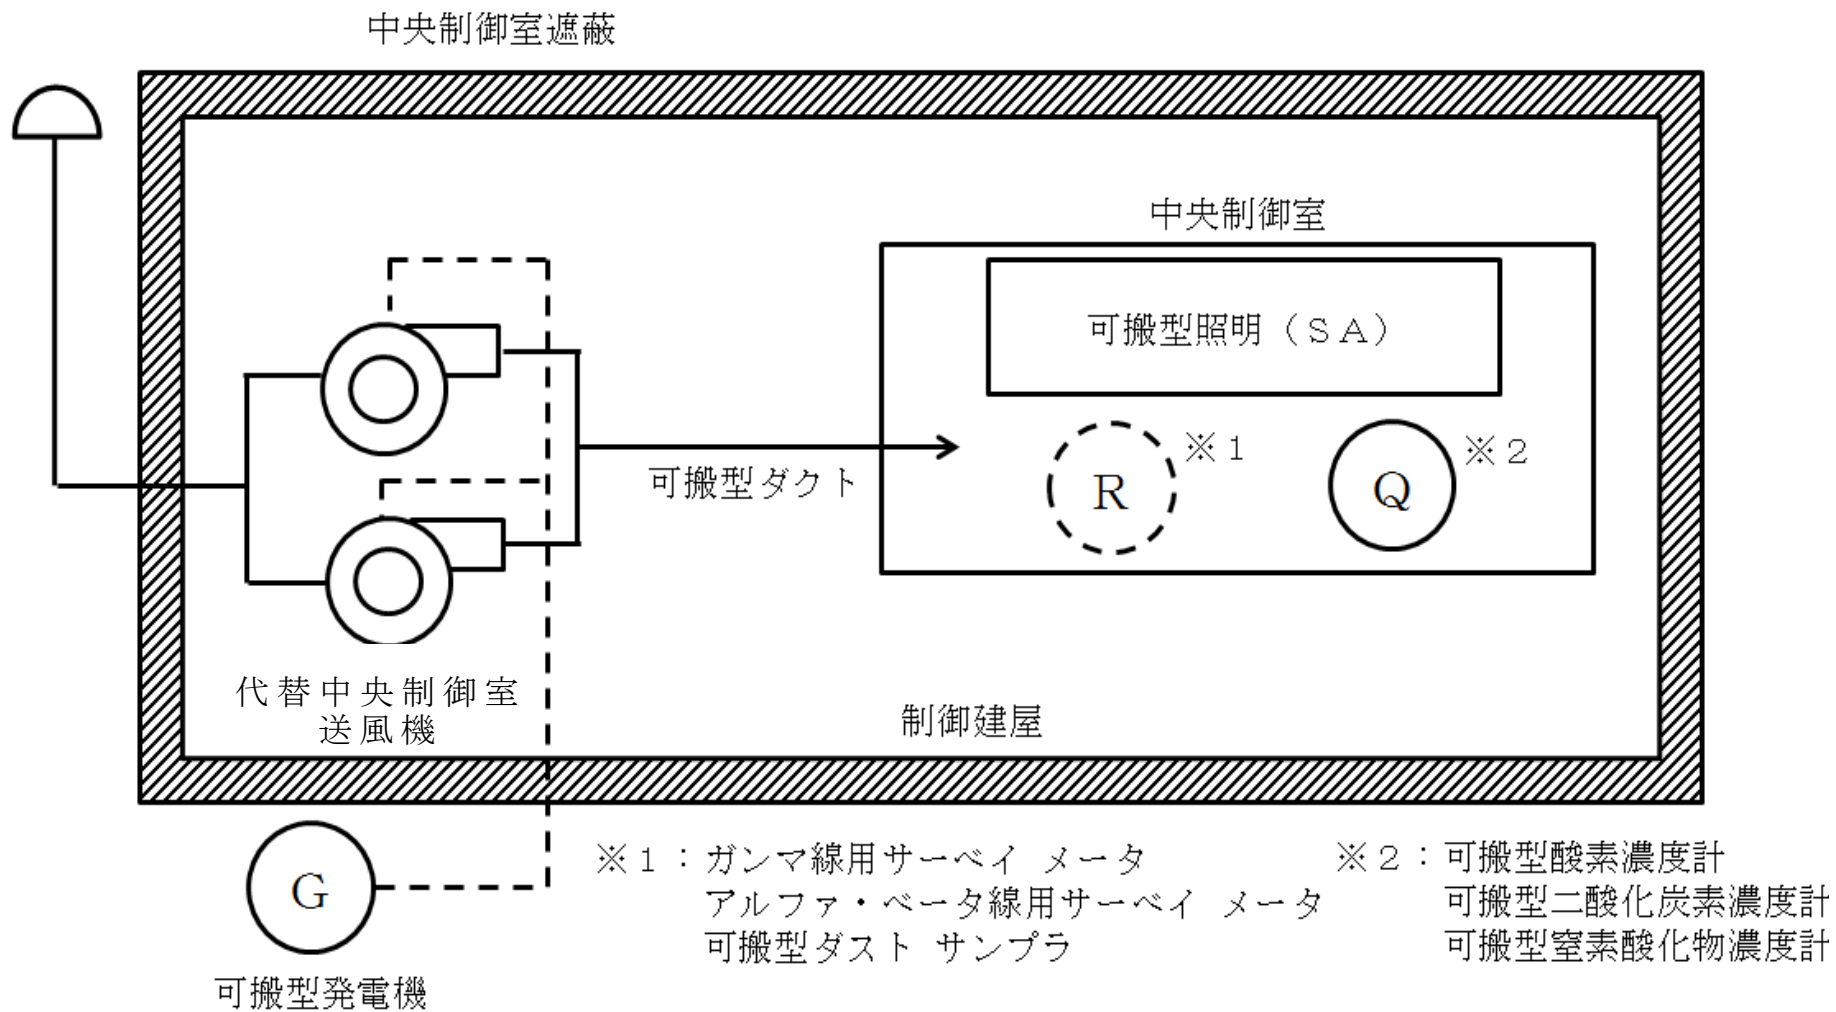 中央制御室遮蔽
中央制御室
可搬型照明（ＳＡ）
※１
※２
R
Q
可搬型ダクト
代替中央制御室
送風機
制御建屋
G
可搬型発電機
※１：ガンマ線用サーベイ メータ
アルファ・ベータ線用サーベイ メータ
可搬型ダスト サンプラ
※２：可搬型酸素濃度計
可搬型二酸化炭素濃度計
可搬型窒素酸化物濃度計